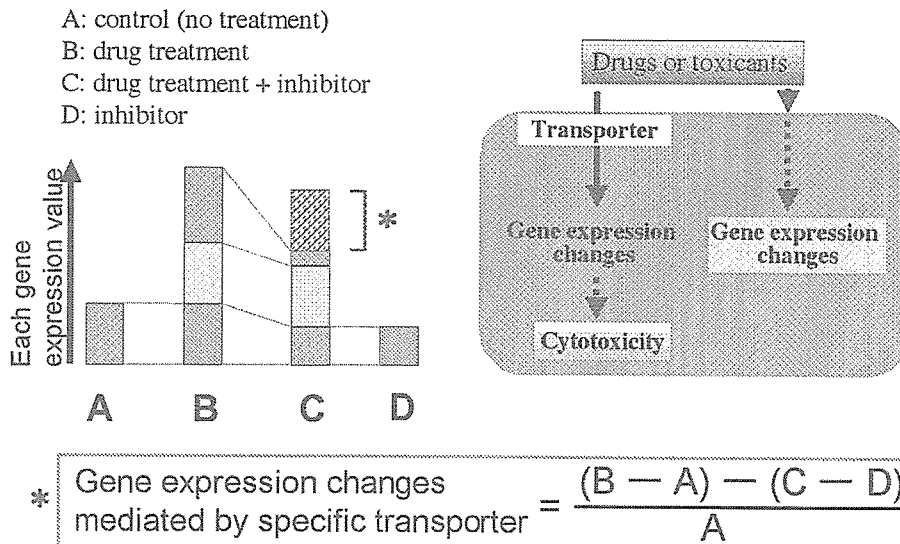 A: control (no treatment)
B: drug treatment
C: drug treatment + inhibitor
D: inhibitor
Each gene
expression value
*
A
B
C
D
Drugs or toxicants
Transporter
Gene expression
changes
Cytotoxicity
Gene expression
changes
* Gene expression changes
mediated by specific transporter = (B — A) — (C — D)
A